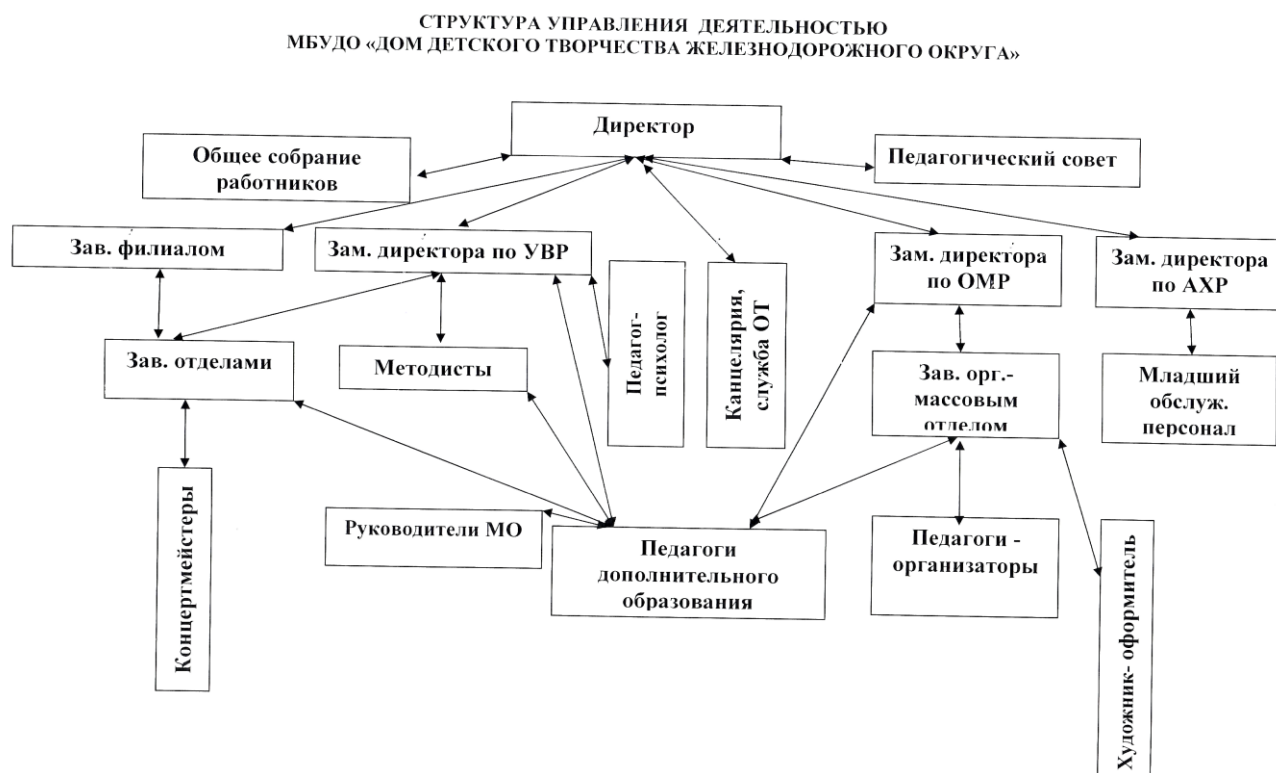 СТРУКТУРА УПРАВЛЕНИЯ ДЕЯТЕЛЬНОСТЬЮ
МБУДО «ДОМ ДЕТСКОГО ТВОРЧЕСТВА ЖЕЛЕЗНОДОРОЖНОГО ОКРУГА»
Директор
Общее собрание
работников
Педагогический совет
Зав. филиалом
Зам. директора по УВР
Зам. директора
по ОМР
Зам. директора
по АХР
Педагог-
психолог
Канцелярия,
служба ОТ
Зав. отделами
Методисты
Зав. орг.-
массовым
отделом
Младший
обслуж.
персонал
Концертмейстеры
Руководители МО
Педагоги
дополнительного
образования
Педагоги -
организаторы
Художник- оформитель